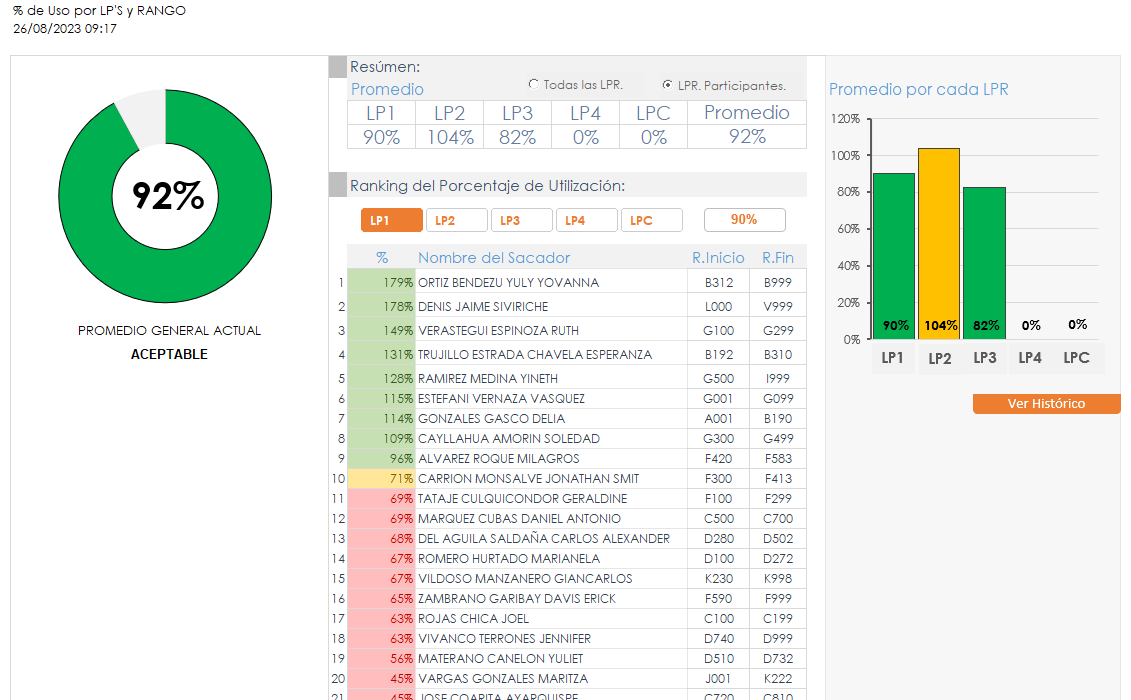 % de Uso por LP'S y RANGO
26/08/2023 09:17
92%
PROMEDIO GENERAL ACTUAL
ACEPTABLE
Resúmen:
Promedio
Todas las LPR.
LPR. Participantes.
LP1 LP2 LP3 LP4 LPC Promedio
90% 104% 82% 0% 0% 92%
Ranking del Porcentaje de Utilización:
LP1 LP2 LP3 LP4 LPC 90%
% Nombre del Sacador R.Inicio R.Fin
1 179% ORTIZ BENDEZU YULY YOVANNA B312 B999
2 178% DENIS JAIME SIVIRICHE L000 V999
3 149% VERASTEGUI ESPINOZA RUTH G100 G299
4 131% TRUJILLO ESTRADA CHAVELA ESPERANZA B192 B310
5 128% RAMIREZ MEDINA YINETH G500 I999
6 115% ESTEFANI VERNAZA VASQUEZ G001 G099
7 114% GONZALES GASCO DELIA A001 B190
8 109% CAYLLAHUA AMORIN SOLEDAD G300 G499
9 96% ALVAREZ ROQUE MILAGROS F420 F583
10 71% CARRION MONSALVE JONATHAN SMIT F300 F413
11 69% TATAJE CULQUICONDOR GERALDINE F100 F299
12 69% MARQUEZ CUBAS DANIEL ANTONIO C500 C700
13 68% DEL AGUILA SALDAÑA CARLOS ALEXANDER D280 D502
14 67% ROMERO HURTADO MARIANELA D100 D272
15 67% VILDOSO MANZANERO GIANCARLOS K230 K998
16 65% ZAMBRANO GARIBAY DAVIS ERICK F590 F999
17 63% ROJAS CHICA JOEL C100 C199
18 63% VIVANCO TERRONES JENNIFER D740 D999
19 56% MATERANO CANELON YULIET D510 D732
20 45% VARGAS GONZALES MARITZA J001 K222
21 45% JOSE COARITA AYARQUISPE C720 C810
Promedio por cada LPR
120%
100%
80%
60%
40%
20%
0%
90% 104% 82% 0% 0%
LP1 LP2 LP3 LP4 LPC
Ver Histórico